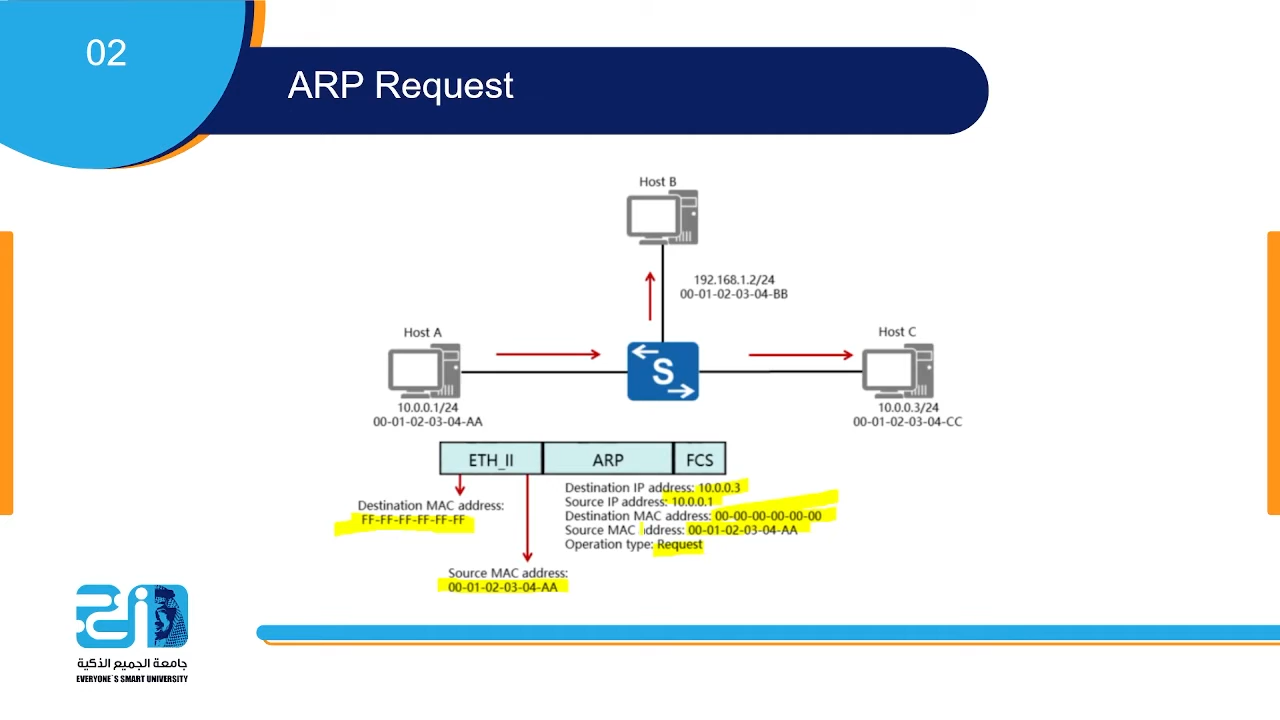 02
ARP Request
Host B
192.168.1.2/24
00-01-02-03-04-BB
Host A
Host C
S
10.0.0.1/24
00-01-02-03-04-AA
10.0.0.3/24
00-01-02-03-04-CC
ETH_II
ARP
FCS
Destination MAC address:
FF-FF-FF-FF-FF-FF
Destination IP address: 10.0.0.3
Source IP address: 10.0.0.1
Destination MAC address: 00-00-00-00-00-00
Source MAC address: 00-01-02-03-04-AA
Operation type: Request
Source MAC address:
00-01-02-03-04-AA
جامعة الجميع الذكية
EVERYONE`S SMART UNIVERSITY